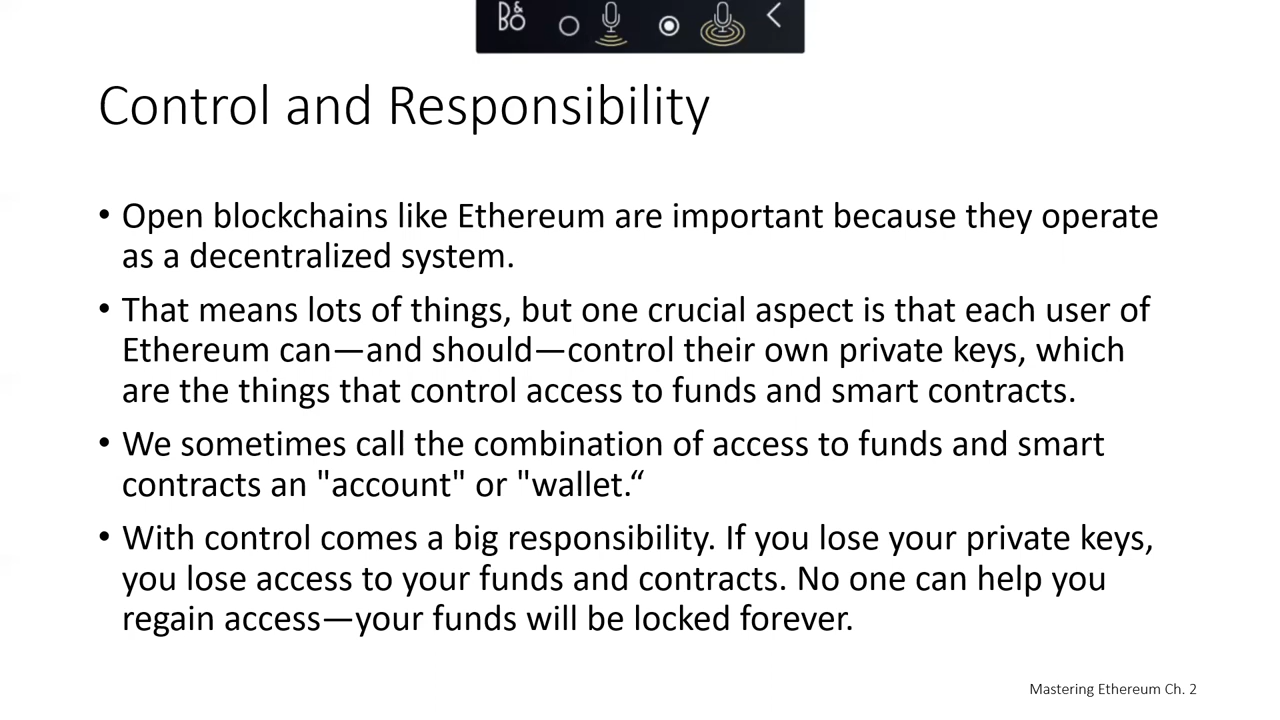 B&O
Control and Responsibility
• Open blockchains like Ethereum are important because they operate
as a decentralized system.
• That means lots of things, but one crucial aspect is that each user of
Ethereum can—and should—control their own private keys, which
are the things that control access to funds and smart contracts.
• We sometimes call the combination of access to funds and smart
contracts an "account" or "wallet.“
• With control comes a big responsibility. If you lose your private keys,
you lose access to your funds and contracts. No one can help you
regain access—your funds will be locked forever.
Mastering Ethereum Ch. 2